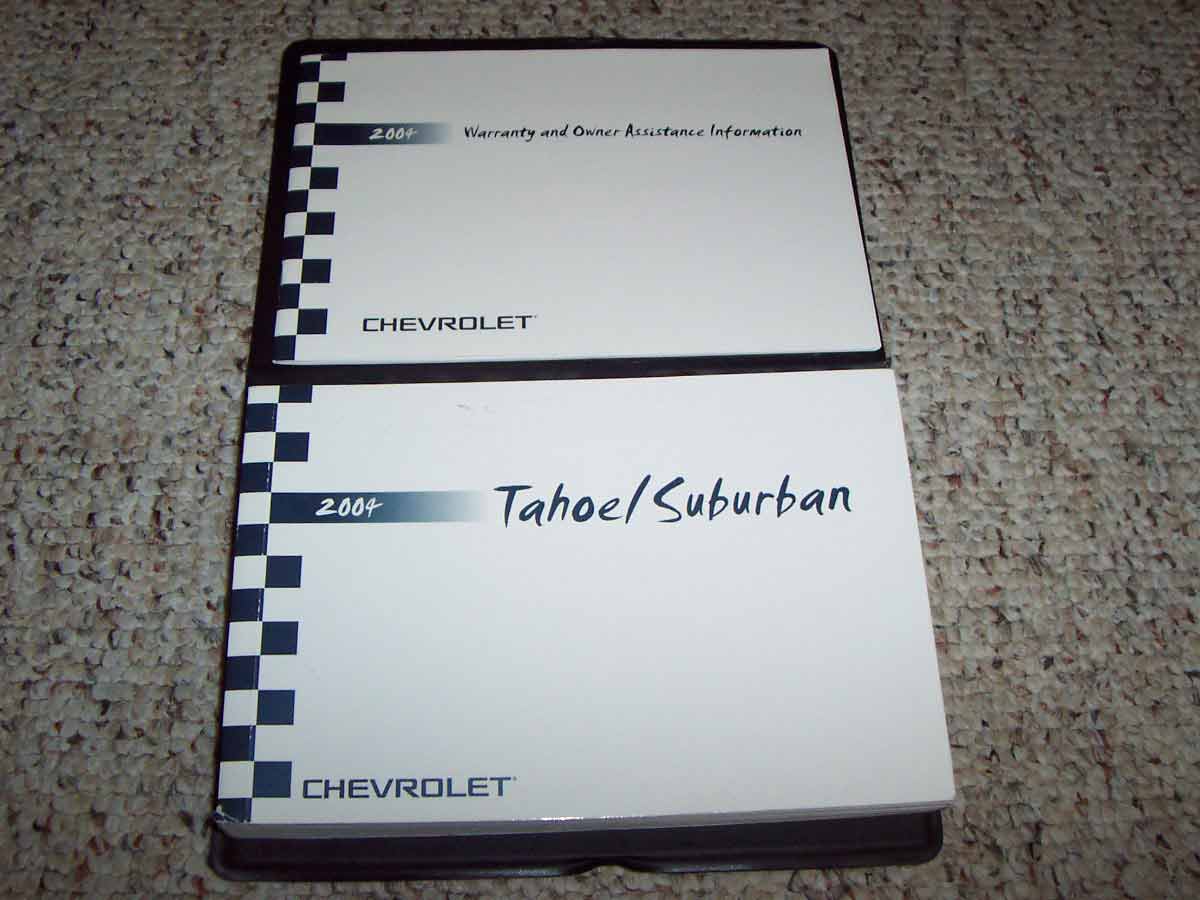 2004 Warranty and Owner Assistance Information
CHEVROLET
2004 Tahoe/Suburban
CHEVROLET